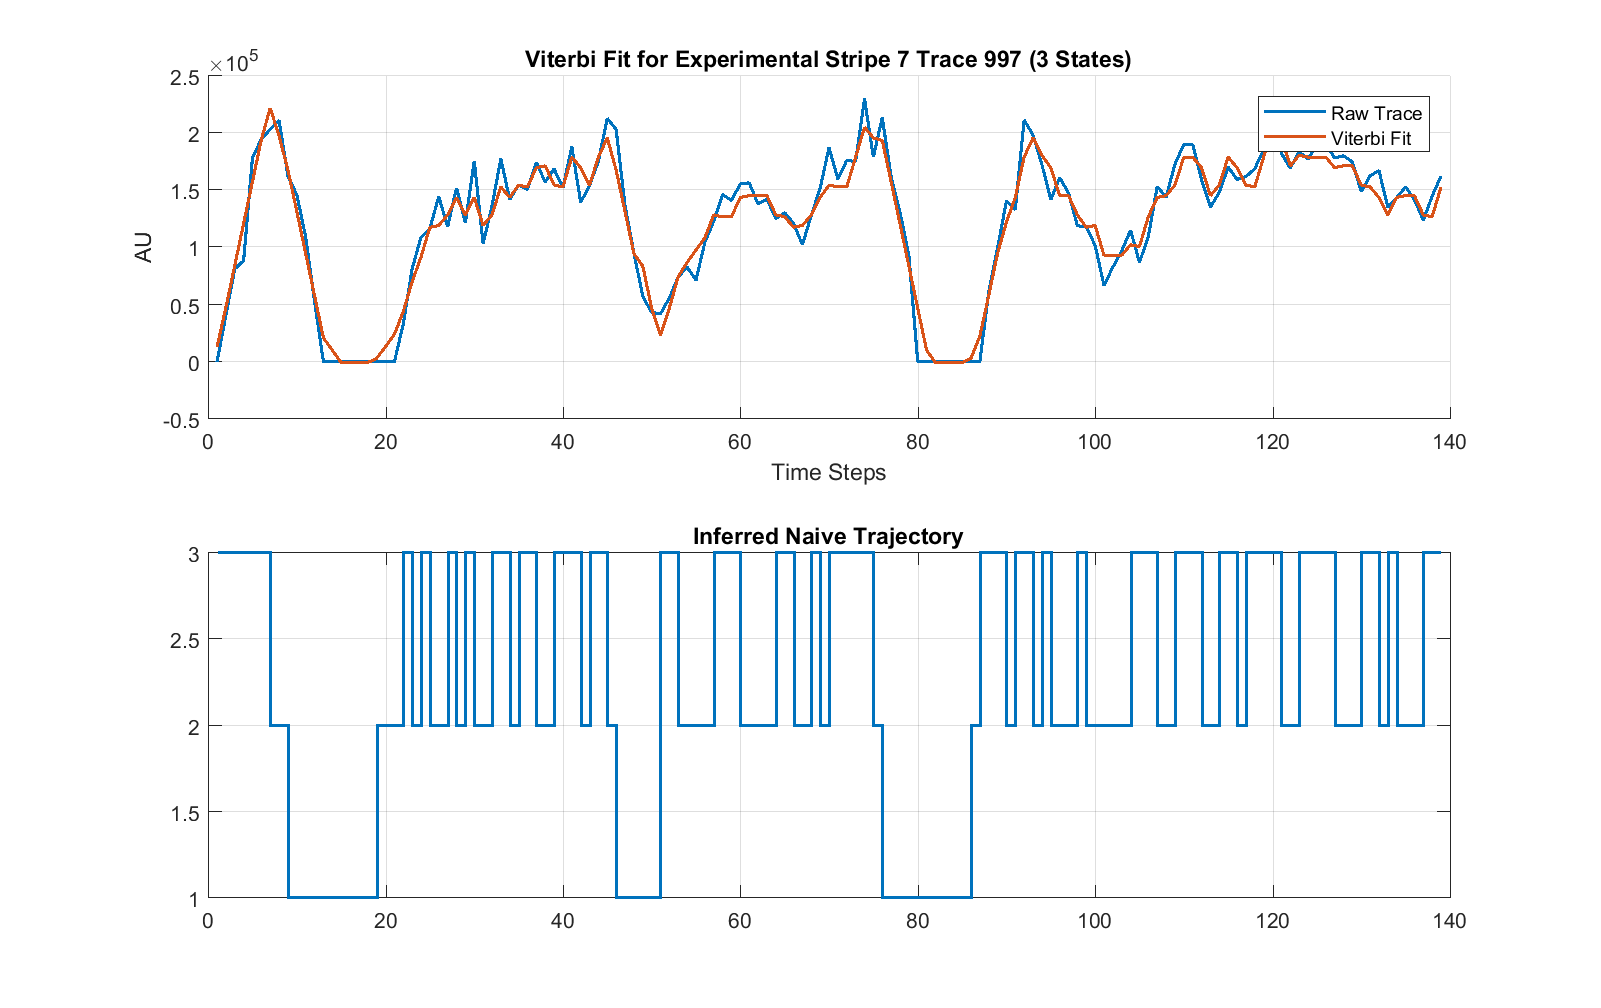 Viterbi Fit for Experimental Stripe 7 Trace 997 (3 States)
×10⁵
2.5
2
1.5
1
0.5
0
-0.5
AU
Raw Trace
Viterbi Fit
0 20 40 60 80 100 120 140
Time Steps
Inferred Naive Trajectory
3
2.5
2
1.5
1
0 20 40 60 80 100 120 140